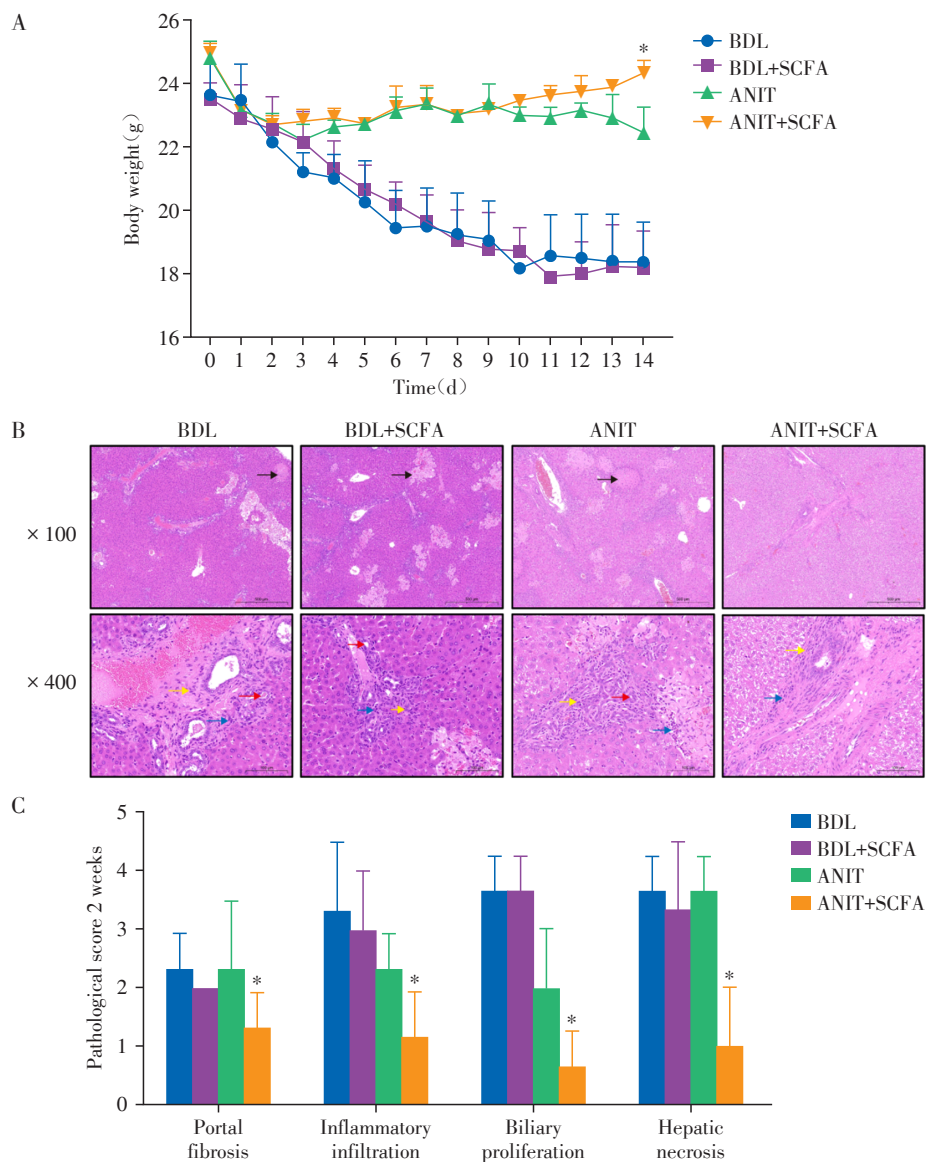 A
26
24
22
20
18
16
Body weight(g)
*
0 1 2 3 4 5 6 7 8 9 10 11 12 13 14
Time(d)
BDL
BDL+SCFA
ANIT
ANIT+SCFA
B
BDL BDL+SCFA ANIT ANIT+SCFA
×100
×400
C
5
4
3
2
1
0
Pathological score 2 weeks
* * * *
Portal fibrosis
Inflammatory infiltration
Biliary proliferation
Hepatic necrosis
BDL
BDL+SCFA
ANIT
ANIT+SCFA